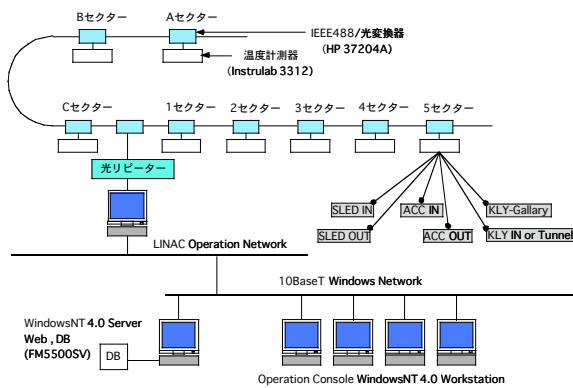 Bセクター
Aセクター
IEEE488/光変換器
(HP 37204A)
温度計測器
(Instrulab 3312)
Cセクター
1セクター
2セクター
3セクター
4セクター
5セクター
光リピーター
SLED IN
ACC IN
KLY-Gallary
SLED OUT
ACC OUT
KLY IN or Tunnel
LINAC Operation Network
10BaseT Windows Network
WindowsNT 4.0 Server
Web , DB
(FM5500SV)
DB
Operation Console WindowsNT 4.0 Workstation